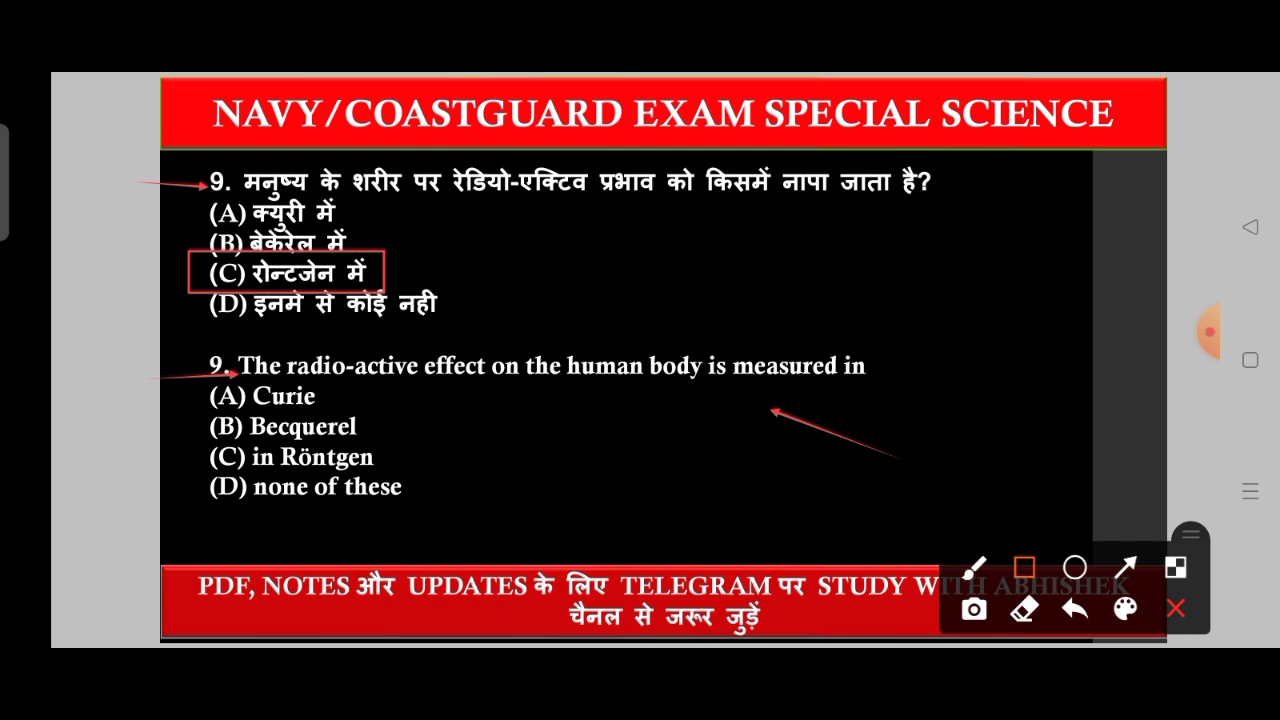 NAVY/COASTGUARD EXAM SPECIAL SCIENCE
9. मनुष्य के शरीर पर रेडियो-एक्टिव प्रभाव को किसमें नापा जाता है?
(A) क्युरी में
(B) बेकेरेल में
(C) रोन्टजेन में
(D) इनमे से कोई नही
9. The radio-active effect on the human body is measured in
(A) Curie
(B) Becquerel
(C) in Röntgen
(D) none of these
PDF, NOTES और UPDATES के लिए TELEGRAM पर STUDY WITH ABHISHEK
चैनल से जरूर जुड़ें